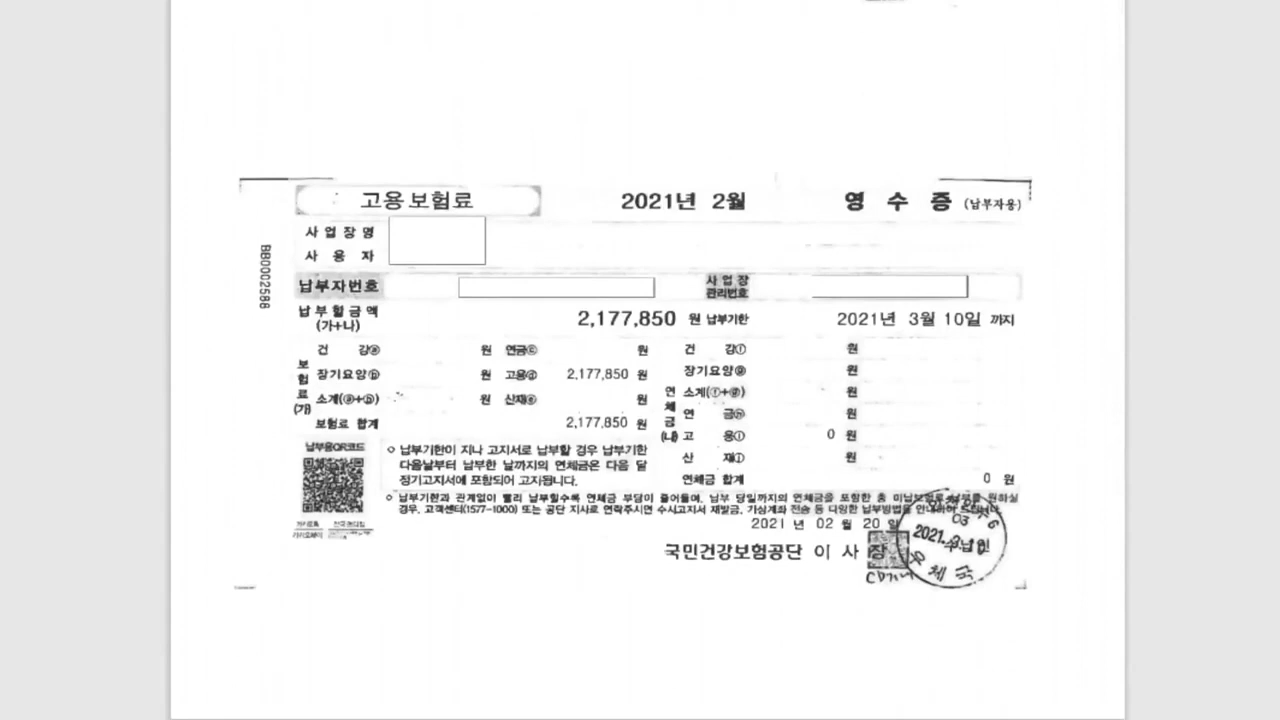 고용보험료 2021년 2월 영수증 (납부자용)
사업장명
사용자
BB0002588
납부자번호 사업장 관리번호
납부할금액 (가+나) 2,177,850 원 납부기한 2021년 3월 10일 까지
보험료(가)
건강ⓐ 원 연금ⓒ 원
장기요양ⓑ 원 고용ⓓ 2,177,850 원
소계(ⓐ+ⓑ) 원 산재ⓔ 원
보험료 합계 2,177,850 원
연체금(나)
건강ⓕ 원
장기요양ⓖ 원
소계(ⓕ+ⓖ) 원
연금ⓗ 원
고용ⓘ 0 원
산재ⓙ 원
연체금 합계 0 원
납부용QR코드
○ 납부기한이 지나 고지서로 납부할 경우 납부기한
다음날부터 납부한 날까지의 연체금은 다음 달
정기고지서에 포함되어 고지됩니다.
○ 납부기한과 관계없이 빨리 납부할수록 연체금 부담이 줄어들며, 납부 당일까지의 연체금을 포함한 총 미납보험료 납부를 원하실
경우, 고객센터(1577-1000) 또는 공단 지사로 연락주시면 수시고지서 재발급, 가상계좌 전송 등 다양한 납부방법을 안내하여 드립니다.
2021 년 02 월 20 일
국민건강보험공단 이사장
수납인
우체국